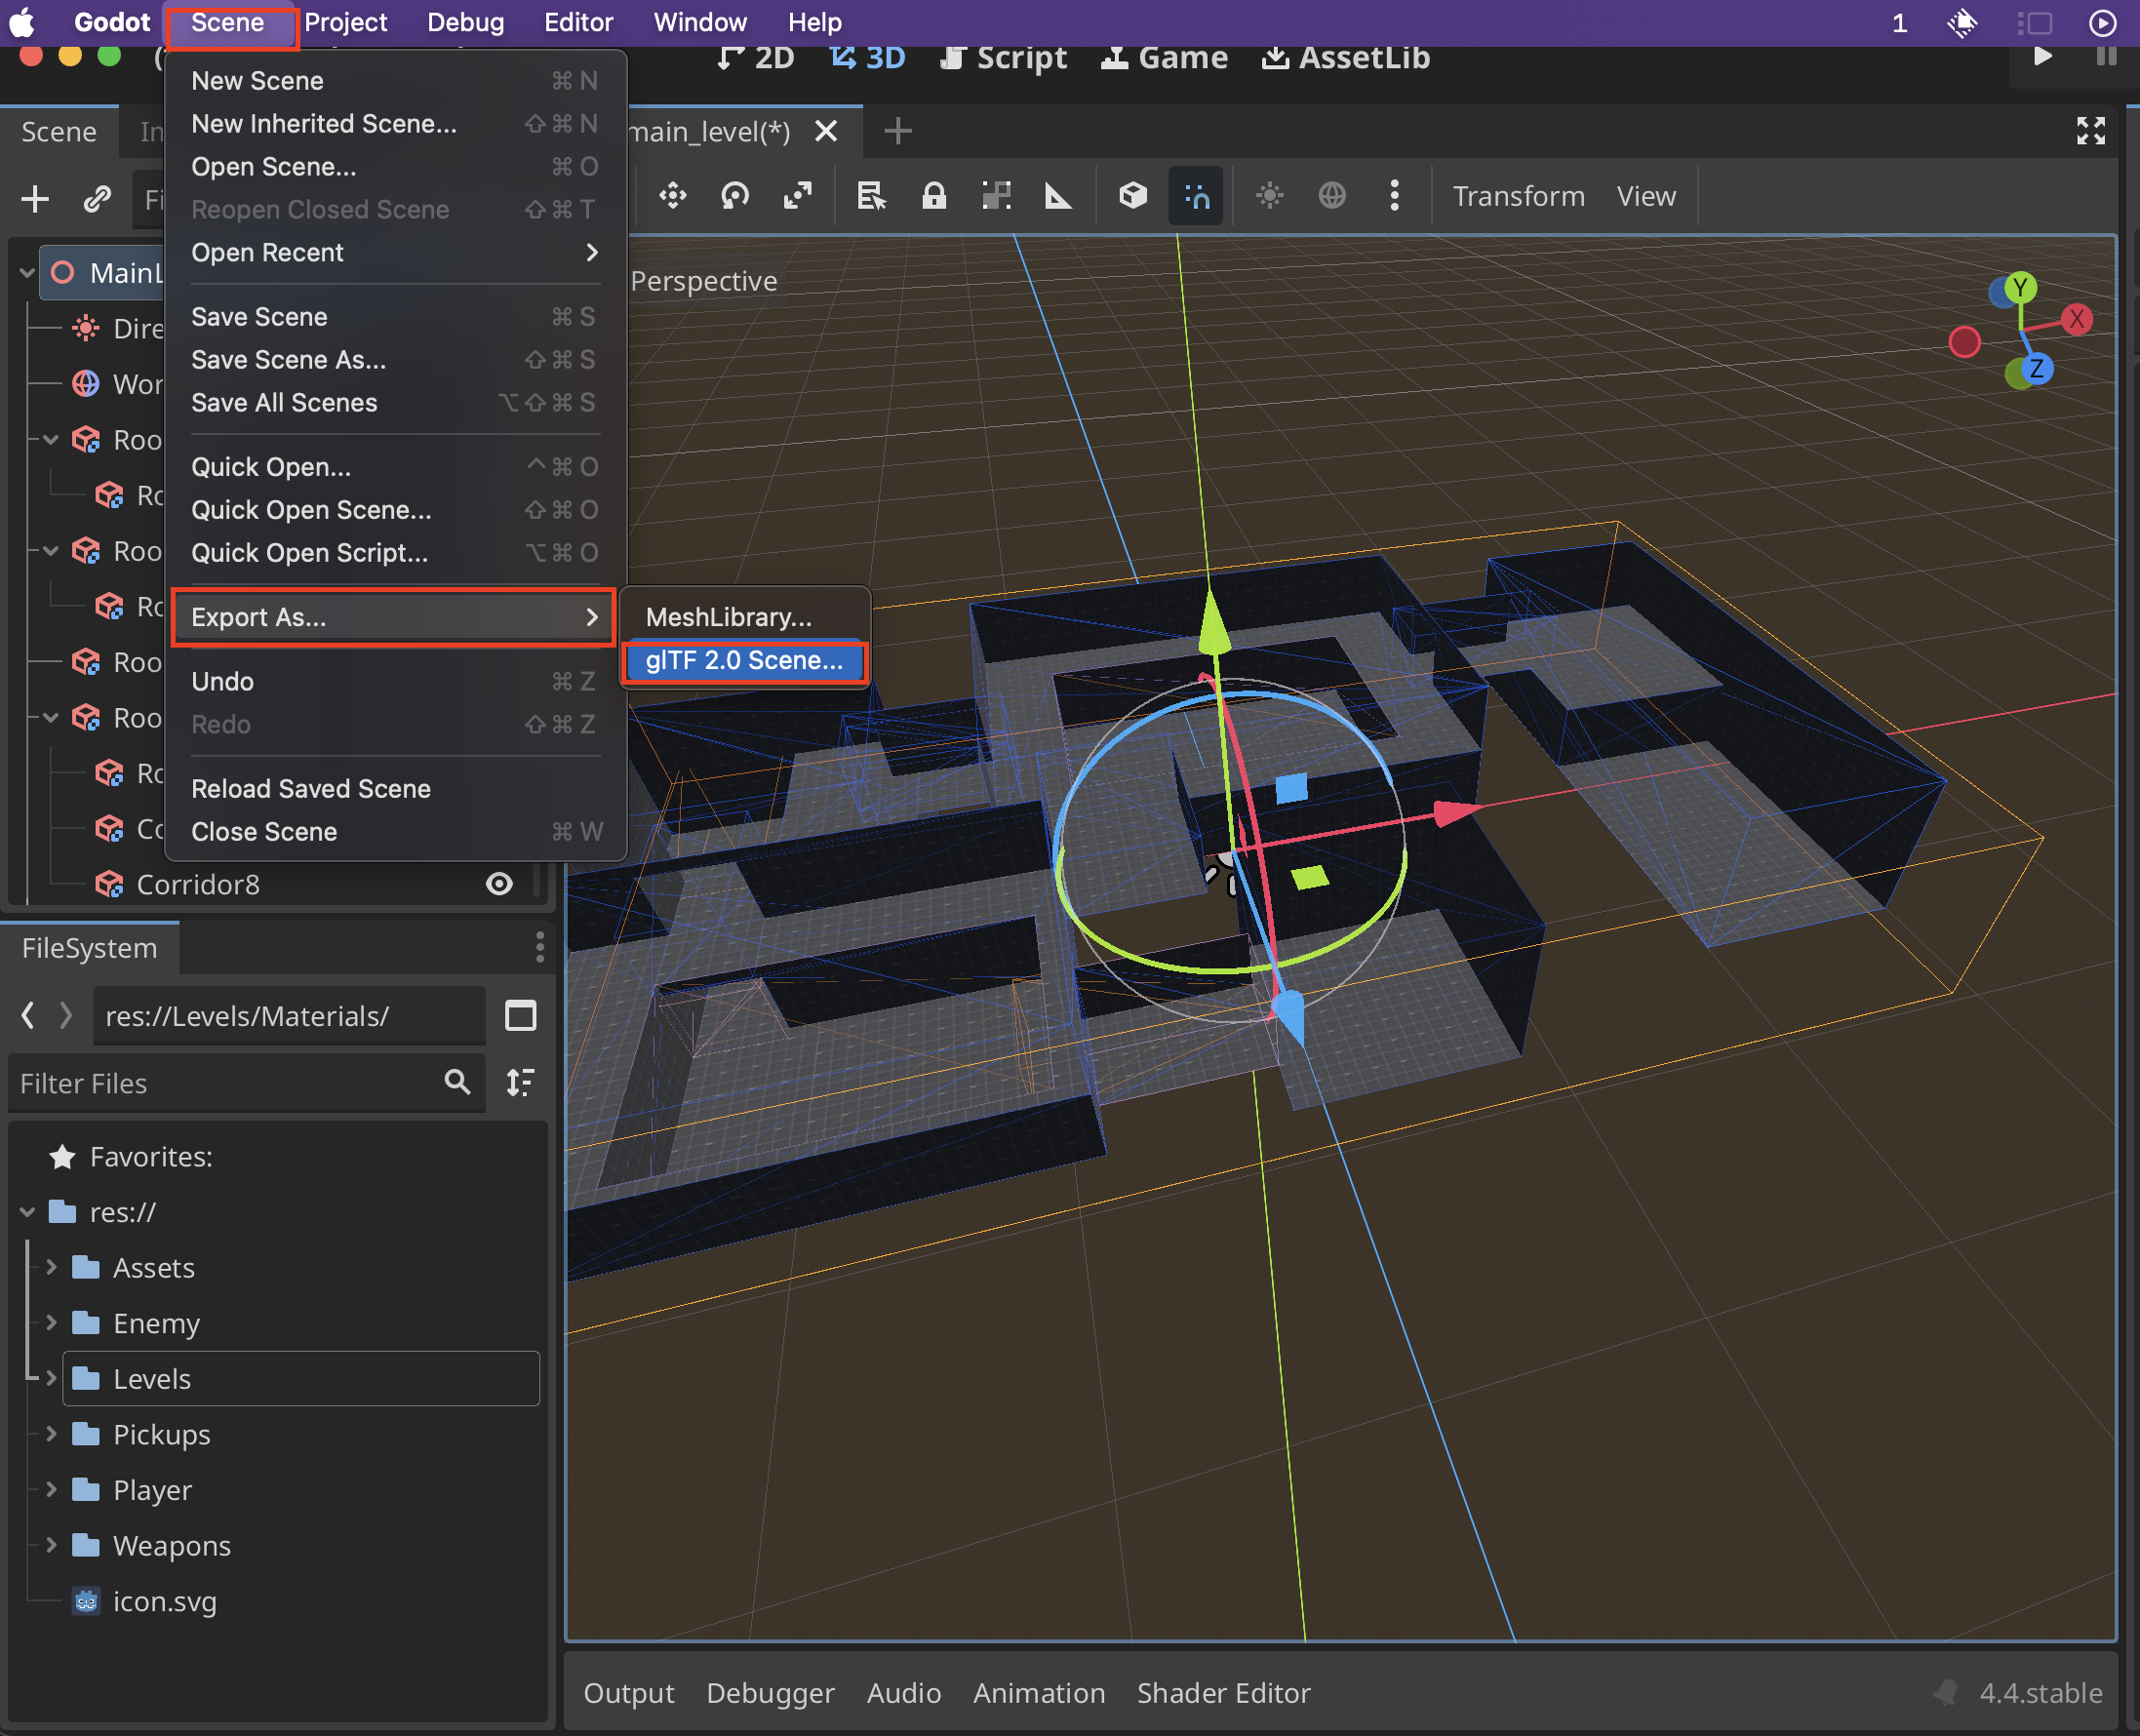 Godot Scene Project Debug Editor Window Help 1
2D 3D Script Game AssetLib
New Scene ⌘ N
New Inherited Scene... ⇧ ⌘ N
Open Scene... ⌘ O
Reopen Closed Scene ⇧ ⌘ T
Open Recent
Save Scene ⌘ S
Save Scene As... ⇧ ⌘ S
Save All Scenes ⌥ ⇧ ⌘ S
Quick Open... ^ ⌘ O
Quick Open Scene... ⇧ ⌘ O
Quick Open Script... ⌥ ⌘ O
Export As...
MeshLibrary...
glTF 2.0 Scene...
Undo ⌘ Z
Redo ⇧ ⌘ Z
Reload Saved Scene
Close Scene ⌘ W
Scene In
main_level(*)
Fi
Transform View
MainL
Dire
Wor
Roo
Ro
Roo
Ro
Roo
Roo
Ro
Co
Corridor8
Perspective
Y
X
Z
FileSystem
res://Levels/Materials/
Filter Files
Favorites:
res://
Assets
Enemy
Levels
Pickups
Player
Weapons
icon.svg
Output Debugger Audio Animation Shader Editor 4.4.stable